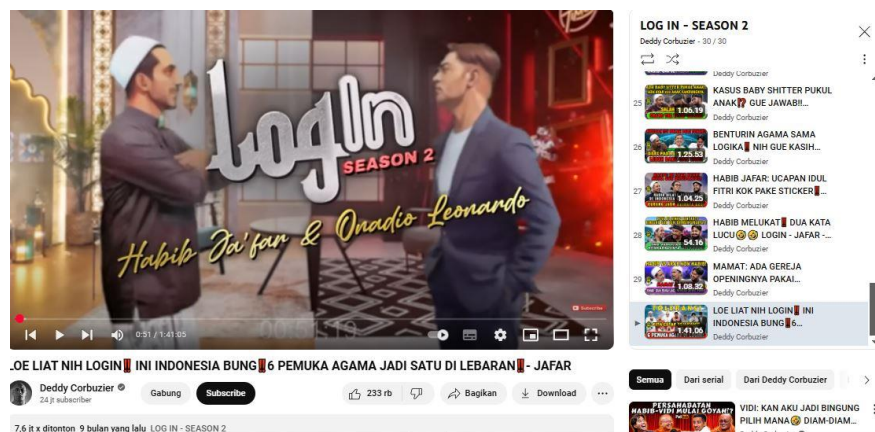 LogIn
SEASON 2
Habib Ja'far & Onadio Leonardo
Subscribe
0:51 / 1:41:05
LOE LIAT NIH LOGIN‼️ INI INDONESIA BUNG‼️6 PEMUKA AGAMA JADI SATU DI LEBARAN‼️- JAFAR
Deddy Corbuzier
24 jt subscriber
Gabung
Subscribe
233 rb
Bagikan
Download
7,6 jt x ditonton 9 bulan yang lalu LOG IN - SEASON 2
LOG IN - SEASON 2
Deddy Corbuzier - 30 / 30
Deddy Corbuzier
25
1.06.19
KASUS BABY SHITTER PUKUL
ANAK⁉️ GUE JAWAB!!...
Deddy Corbuzier
26
1.25.53
BENTURIN AGAMA SAMA
LOGIKA‼️ NIH GUE KASIH...
Deddy Corbuzier
27
1.04.25
HABIB JAFAR: UCAPAN IDUL
FITRI KOK PAKE STICKER‼️...
Deddy Corbuzier
28
54.16
HABIB MELUKAT‼️ DUA KATA
LUCU🤣🤣 LOGIN - JAFAR -...
Deddy Corbuzier
29
1.08.32
MAMAT: ADA GEREJA
OPENINGNYA PAKAI...
Deddy Corbuzier
1.41.06
LOE LIAT NIH LOGIN‼️ INI
INDONESIA BUNG‼️6...
Deddy Corbuzier
Semua
Dari serial
Dari Deddy Corbuzier
PERSAHABATAN
HABIB-VIDI MULAI GOYAH!?
VIDI: KAN AKU JADI BINGUNG
PILIH MANA🤣 DIAM-DIAM...